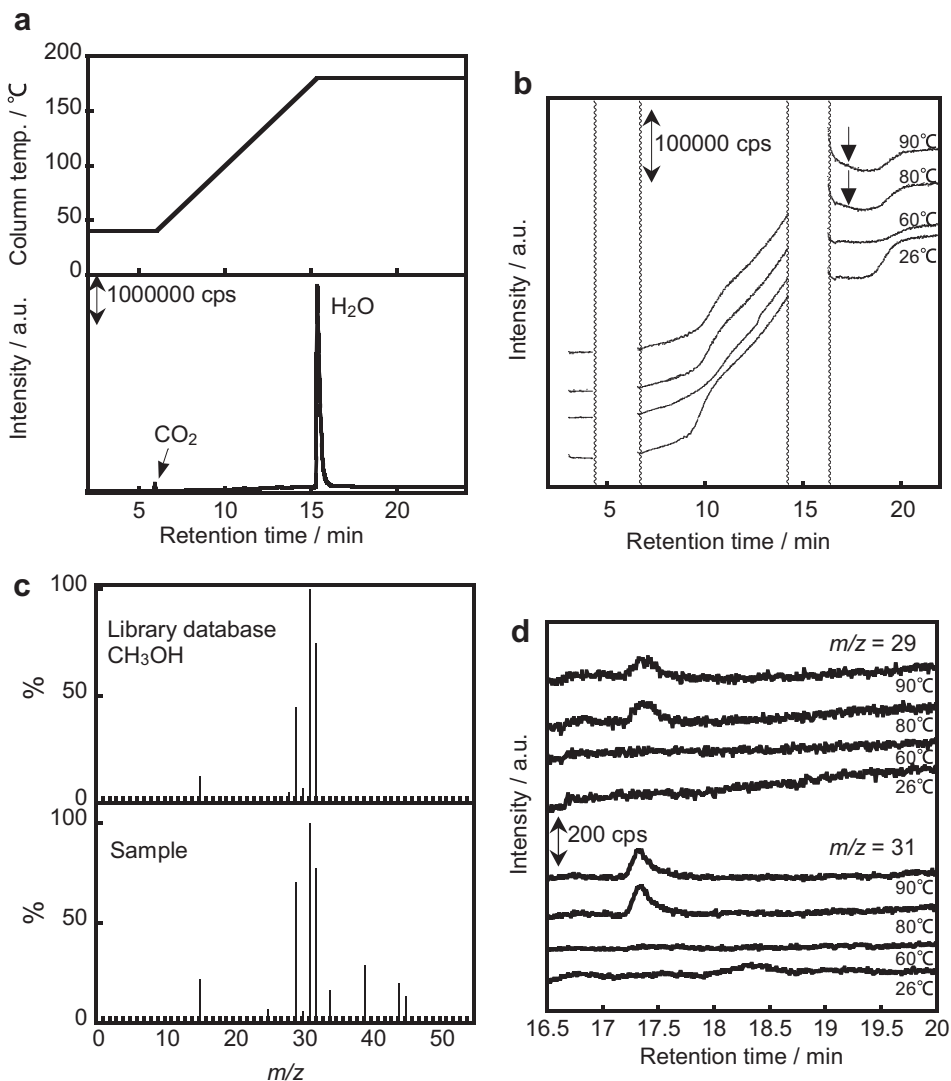 a
200
150
100
50
0
Column temp. / ℃
1000000 cps
H₂O
CO₂
Intensity / a.u.
5 10 15 20
Retention time / min
b
100000 cps
90℃
80℃
60℃
26℃
Intensity / a.u.
5 10 15 20
Retention time / min
c
100
Library database
CH₃OH
%
50
0
100
Sample
%
50
0
0 10 20 30 40 50
m/z
d
m/z = 29
90℃
80℃
60℃
26℃
200 cps
m/z = 31
90℃
80℃
60℃
26℃
Intensity / a.u.
16.5 17 17.5 18 18.5 19 19.5 20
Retention time / min